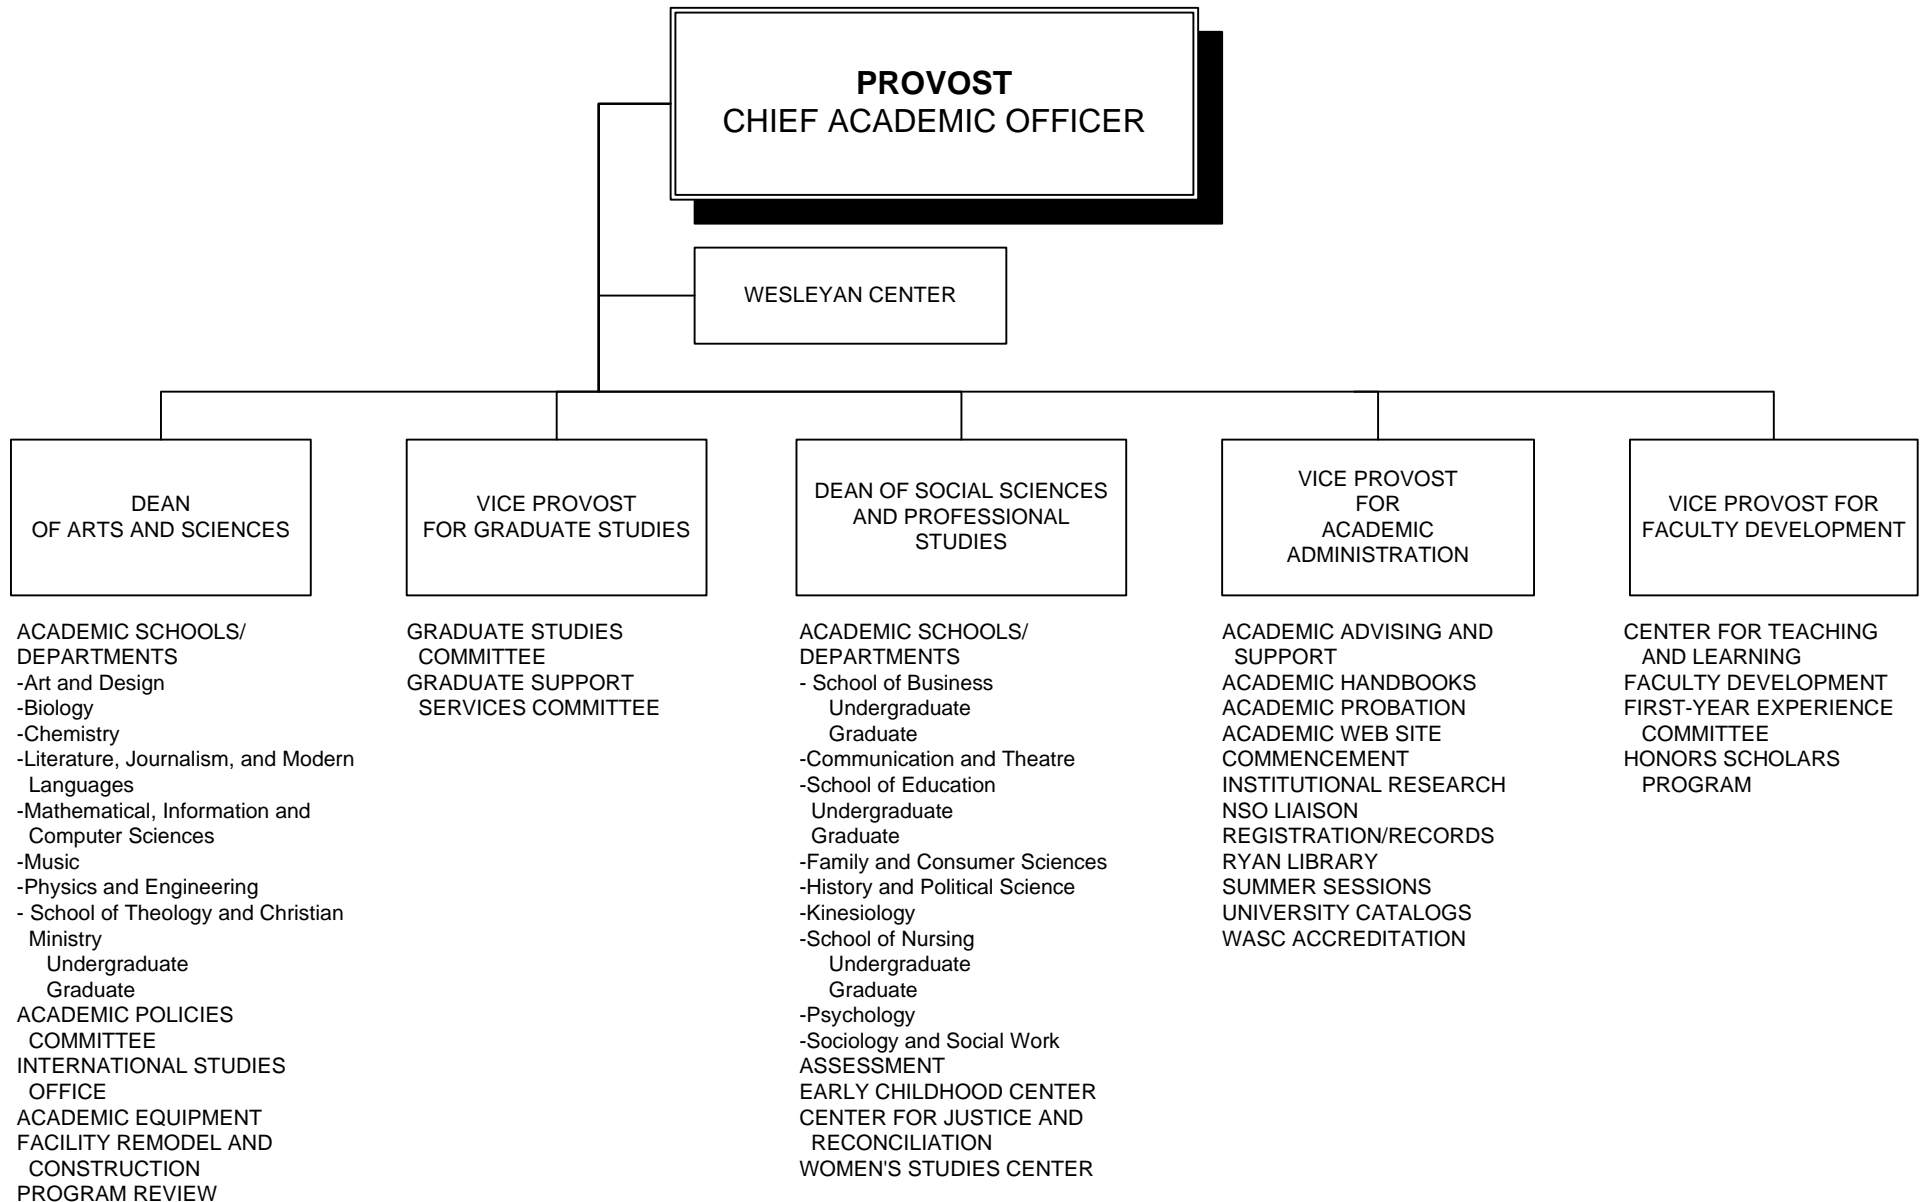 PROVOST
CHIEF ACADEMIC OFFICER
WESLEYAN CENTER
DEAN
OF ARTS AND SCIENCES
VICE PROVOST
FOR GRADUATE STUDIES
DEAN OF SOCIAL SCIENCES
AND PROFESSIONAL
STUDIES
VICE PROVOST
FOR
ACADEMIC
ADMINISTRATION
VICE PROVOST FOR
FACULTY DEVELOPMENT
ACADEMIC SCHOOLS/
DEPARTMENTS
-Art and Design
-Biology
-Chemistry
-Literature, Journalism, and Modern
Languages
-Mathematical, Information and
Computer Sciences
-Music
-Physics and Engineering
- School of Theology and Christian
Ministry
Undergraduate
Graduate
ACADEMIC POLICIES
COMMITTEE
INTERNATIONAL STUDIES
OFFICE
ACADEMIC EQUIPMENT
FACILITY REMODEL AND
CONSTRUCTION
PROGRAM REVIEW
GRADUATE STUDIES
COMMITTEE
GRADUATE SUPPORT
SERVICES COMMITTEE
ACADEMIC SCHOOLS/
DEPARTMENTS
- School of Business
Undergraduate
Graduate
-Communication and Theatre
-School of Education
Undergraduate
Graduate
-Family and Consumer Sciences
-History and Political Science
-Kinesiology
-School of Nursing
Undergraduate
Graduate
-Psychology
-Sociology and Social Work
ASSESSMENT
EARLY CHILDHOOD CENTER
CENTER FOR JUSTICE AND
RECONCILIATION
WOMEN'S STUDIES CENTER
ACADEMIC ADVISING AND
SUPPORT
ACADEMIC HANDBOOKS
ACADEMIC PROBATION
ACADEMIC WEB SITE
COMMENCEMENT
INSTITUTIONAL RESEARCH
NSO LIAISON
REGISTRATION/RECORDS
RYAN LIBRARY
SUMMER SESSIONS
UNIVERSITY CATALOGS
WASC ACCREDITATION
CENTER FOR TEACHING
AND LEARNING
FACULTY DEVELOPMENT
FIRST-YEAR EXPERIENCE
COMMITTEE
HONORS SCHOLARS
PROGRAM